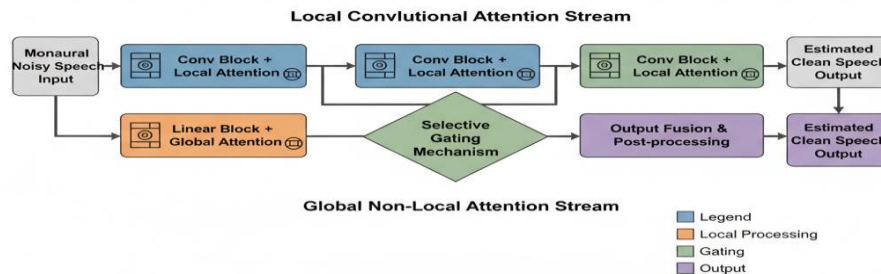 Local Convlutional Attention Stream
Monaural
Noisy Speech
Input
Conv Block +
Local Attention
Conv Block +
Local Attention
Conv Block +
Local Attention
Estimated
Clean Speech
Output
Linear Block +
Global Attention
Selective
Gating
Mechanism
Output Fusion &
Post-processing
Estimated
Clean Speech
Output
Global Non-Local Attention Stream
Legend
Local Processing
Gating
Output